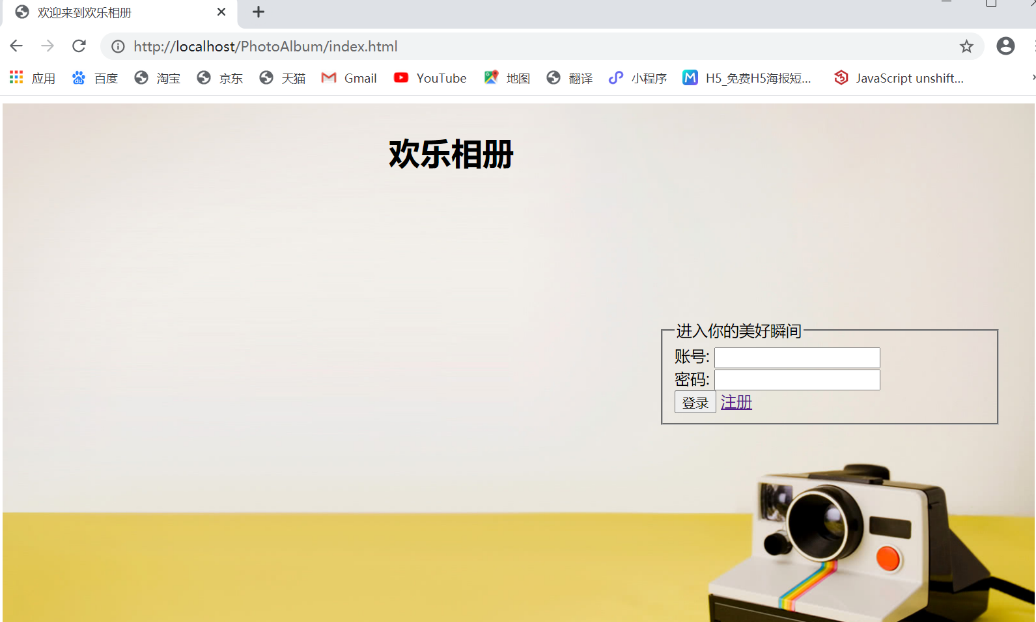 欢迎来到欢乐相册
http://localhost/PhotoAlbum/index.html
应用 百度 淘宝 京东 天猫 Gmail YouTube 地图 翻译 小程序 H5_免费H5海报短... JavaScript unshift...
欢乐相册
进入你的美好瞬间
账号:
密码:
登录 注册